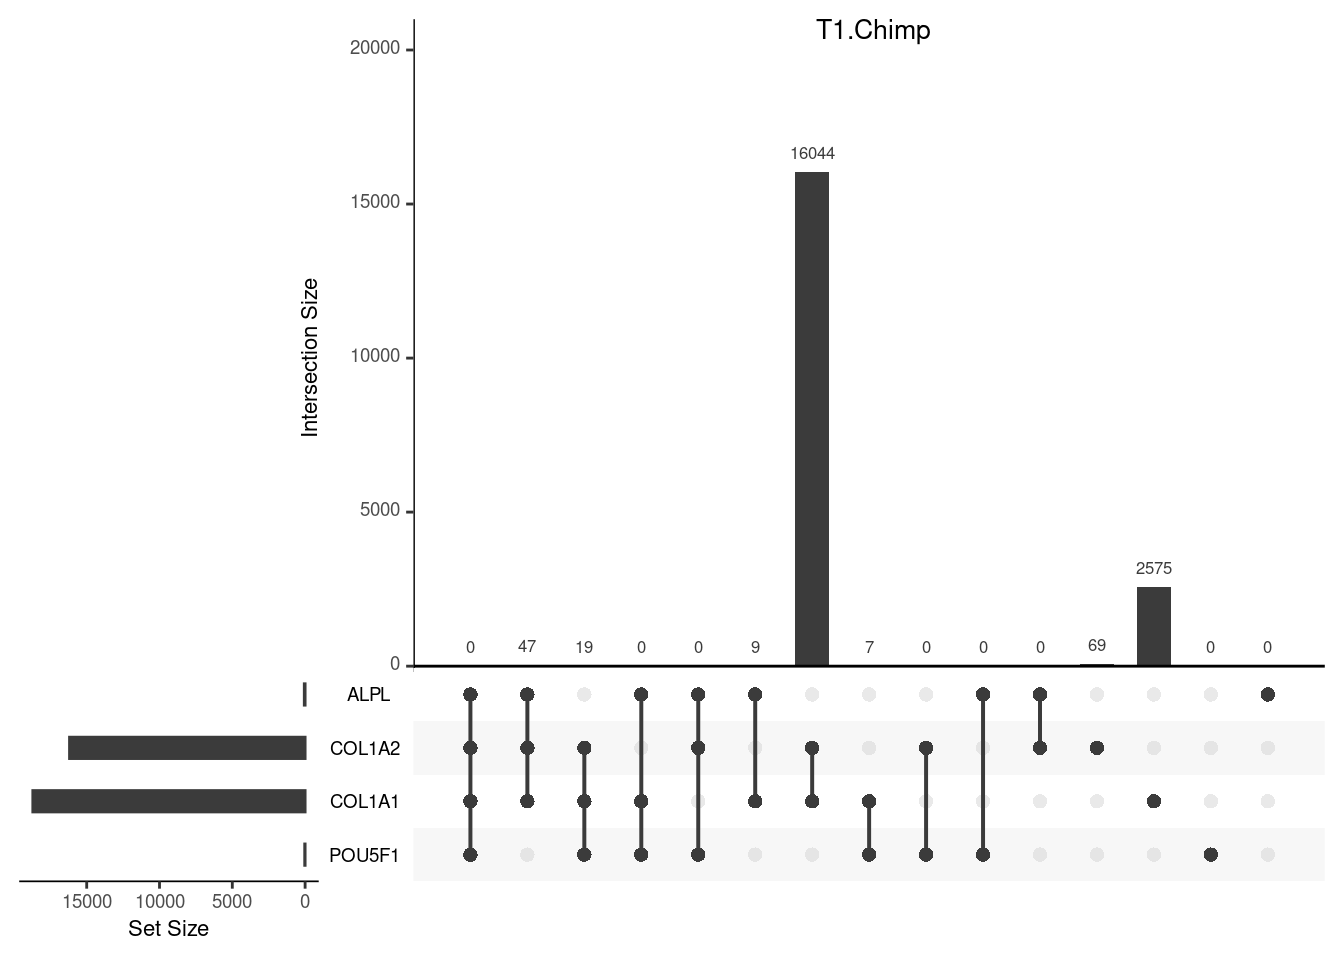 T1.Chimp
20000
15000
10000
5000
0
Intersection Size
16044
2575
0 47 19 0 0 9 7 0 0 0 69 0 0
ALPL
COL1A2
COL1A1
POU5F1
15000 10000 5000 0
Set Size